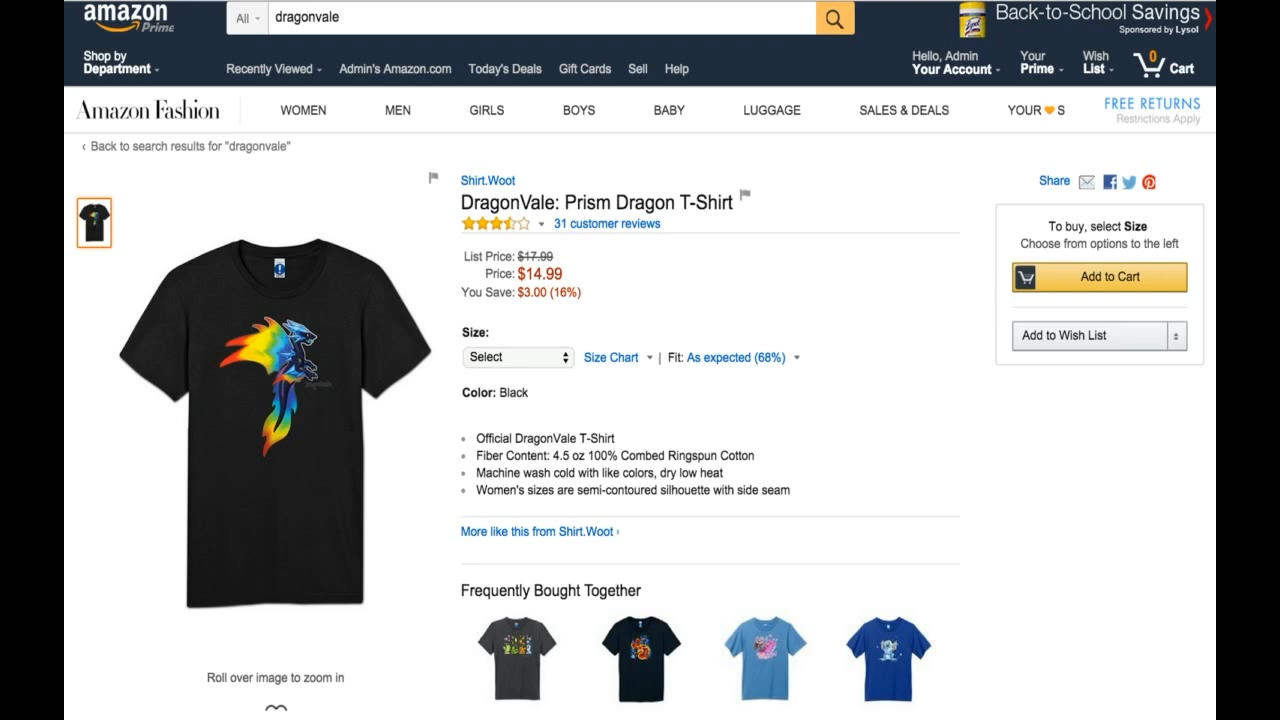 amazon
Prime
All
dragonvale
Back-to-School Savings
Sponsored by Lysol
Shop by
Department
Recently Viewed
Admin's Amazon.com
Today's Deals
Gift Cards
Sell
Help
Hello, Admin
Your Account
Your
Prime
Wish
List
0
Cart
Amazon Fashion
WOMEN
MEN
GIRLS
BOYS
BABY
LUGGAGE
SALES & DEALS
YOUR 🧡 S
FREE RETURNS
Restrictions Apply
‹ Back to search results for "dragonvale"
Shirt.Woot
DragonVale: Prism Dragon T-Shirt
31 customer reviews
List Price: $17.99
Price: $14.99
You Save: $3.00 (16%)
Size:
Select
Size Chart
| Fit: As expected (68%)
Color: Black
• Official DragonVale T-Shirt
• Fiber Content: 4.5 oz 100% Combed Ringspun Cotton
• Machine wash cold with like colors, dry low heat
• Women's sizes are semi-contoured silhouette with side seam
More like this from Shirt.Woot ›
Frequently Bought Together
Roll over image to zoom in
Share
To buy, select Size
Choose from options to the left
Add to Cart
Add to Wish List